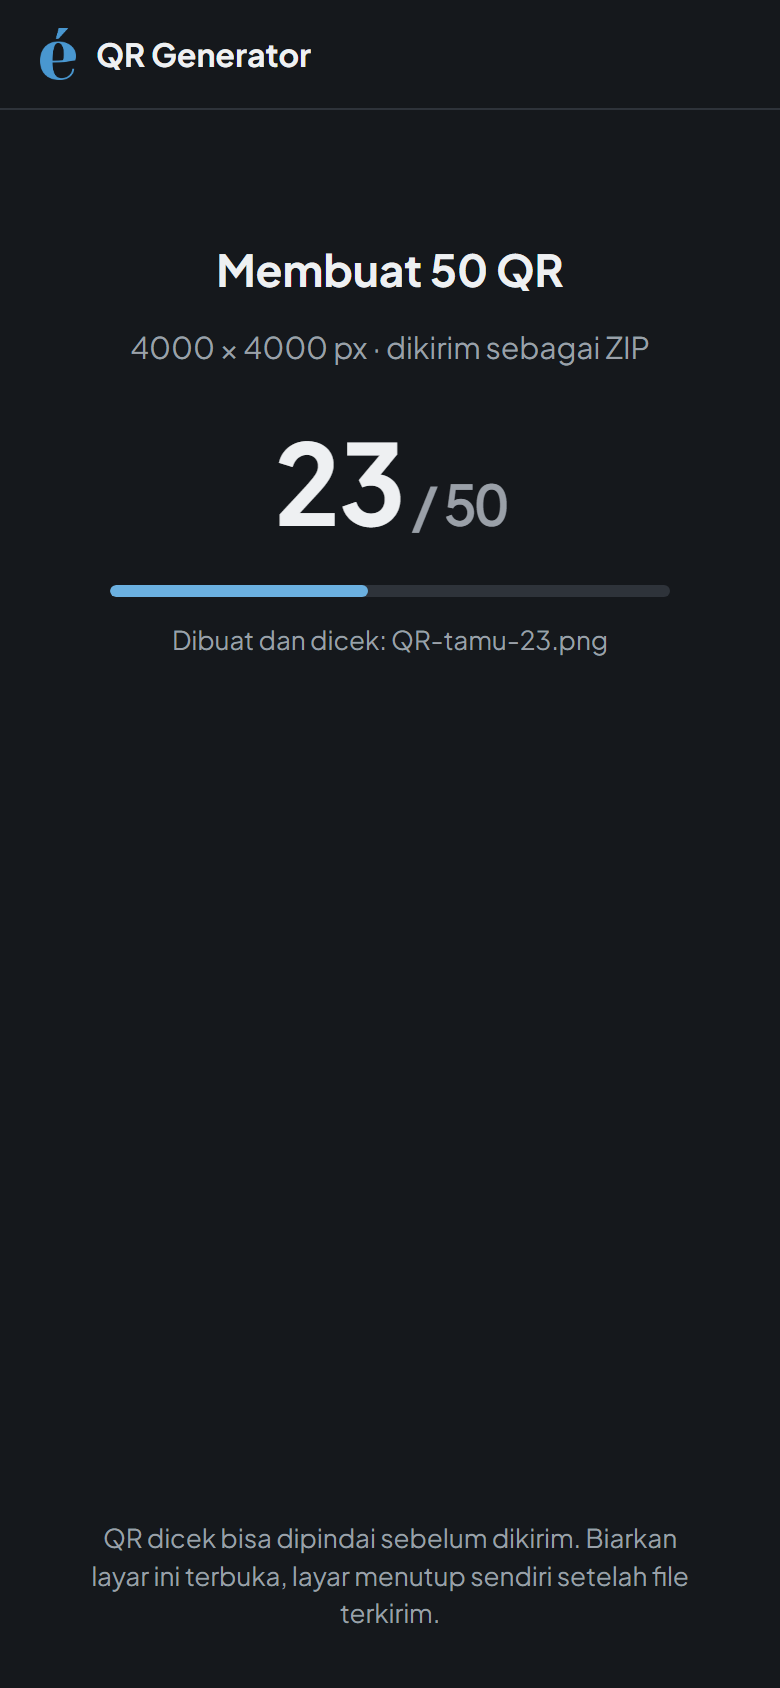 é QR Generator
Membuat 50 QR
4000 × 4000 px · dikirim sebagai ZIP
23 / 50
Dibuat dan dicek: QR-tamu-23.png
QR dicek bisa dipindai sebelum dikirim. Biarkan
layar ini terbuka, layar menutup sendiri setelah file
terkirim.